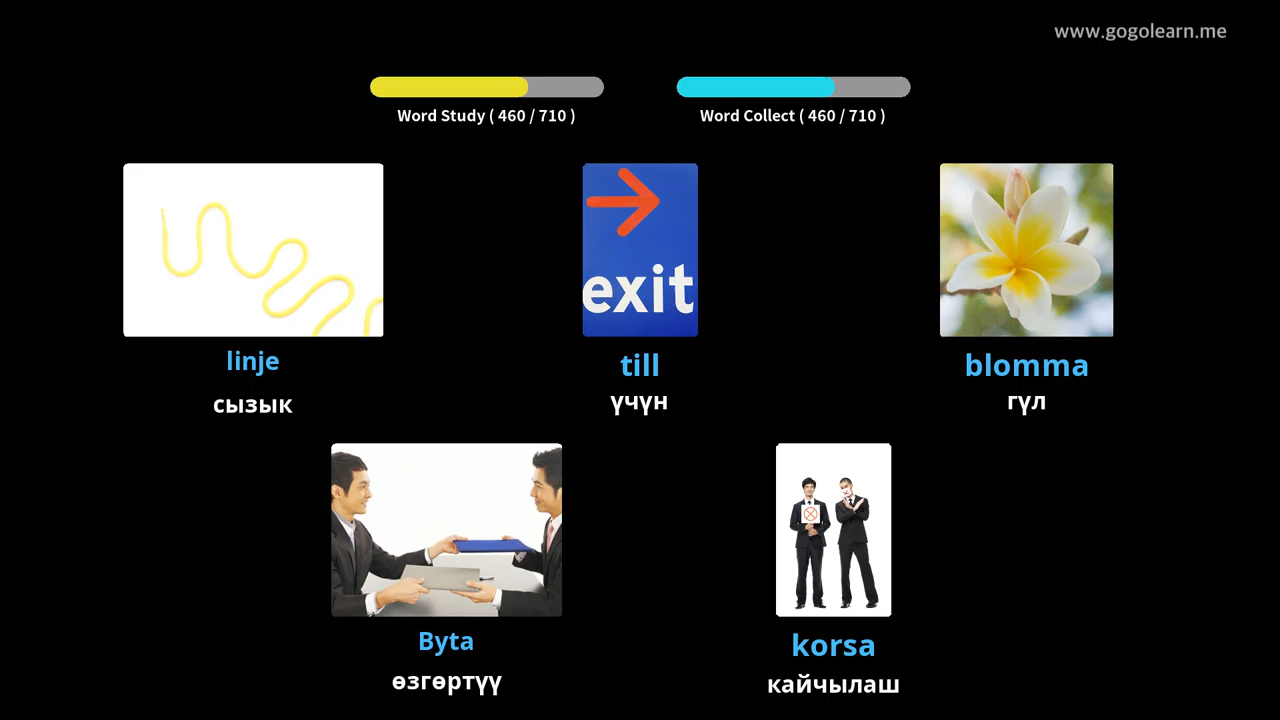 www.gogolearn.me
Word Study ( 460 / 710 )
Word Collect ( 460 / 710 )
exit
linje
till
blomma
сызык
үчүн
гүл
Byta
korsa
өзгөртүү
кайчылаш